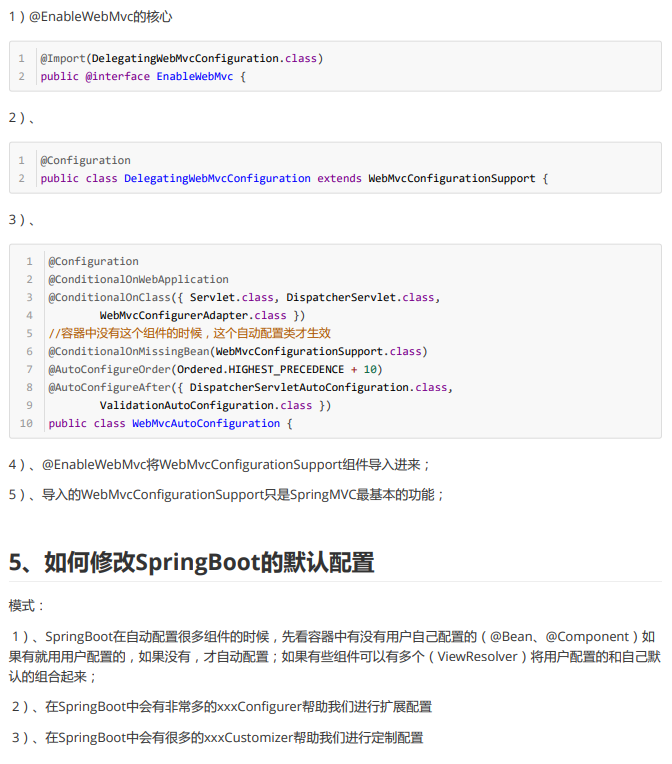 1）@EnableWebMvc的核心
1 @Import(DelegatingWebMvcConfiguration.class)
2 public @interface EnableWebMvc {
2）、
1 @Configuration
2 public class DelegatingWebMvcConfiguration extends WebMvcConfigurationSupport {
3）、
1 @Configuration
2 @ConditionalOnWebApplication
3 @ConditionalOnClass({ Servlet.class, DispatcherServlet.class,
4 WebMvcConfigurerAdapter.class })
5 //容器中没有这个组件的时候，这个自动配置类才生效
6 @ConditionalOnMissingBean(WebMvcConfigurationSupport.class)
7 @AutoConfigureOrder(Ordered.HIGHEST_PRECEDENCE + 10)
8 @AutoConfigureAfter({ DispatcherServletAutoConfiguration.class,
9 ValidationAutoConfiguration.class })
10 public class WebMvcAutoConfiguration {
4）、@EnableWebMvc将WebMvcConfigurationSupport组件导入进来；
5）、导入的WebMvcConfigurationSupport只是SpringMVC最基本的功能；
5、如何修改SpringBoot的默认配置
模式：
1）、SpringBoot在自动配置很多组件的时候，先看容器中有没有用户自己配置的（@Bean、@Component）如
果有就用用户配置的，如果没有，才自动配置；如果有些组件可以有多个（ViewResolver）将用户配置的和自己默
认的组合起来；
2）、在SpringBoot中会有非常多的xxxConfigurer帮助我们进行扩展配置
3）、在SpringBoot中会有很多的xxxCustomizer帮助我们进行定制配置